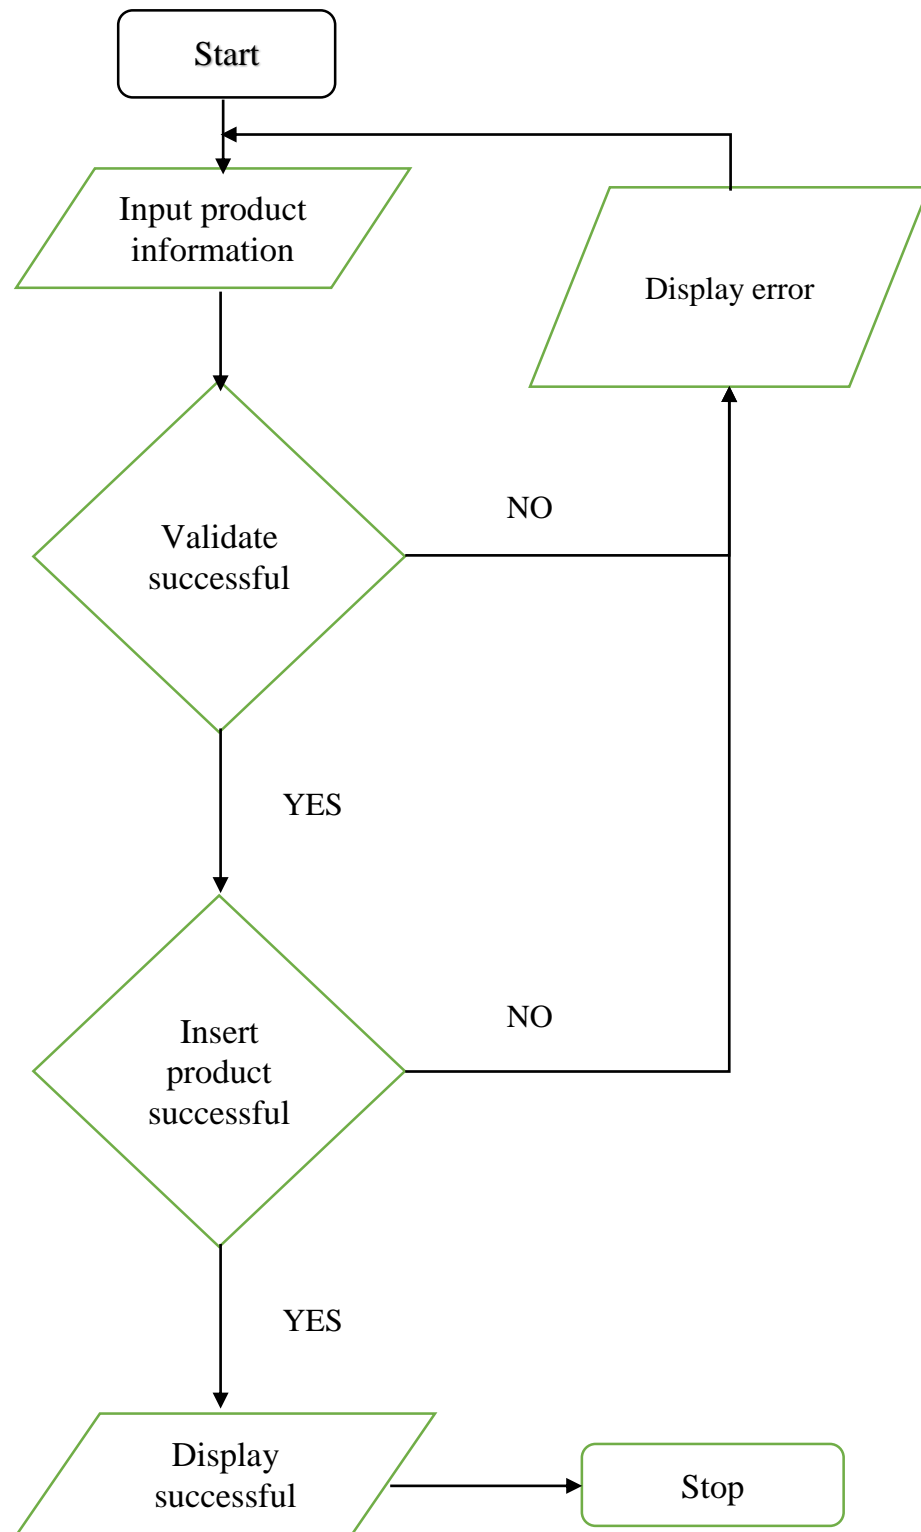 Start
Input product
information
Display error
Validate
successful
NO
YES
Insert
product
successful
NO
YES
Display
successful
Stop